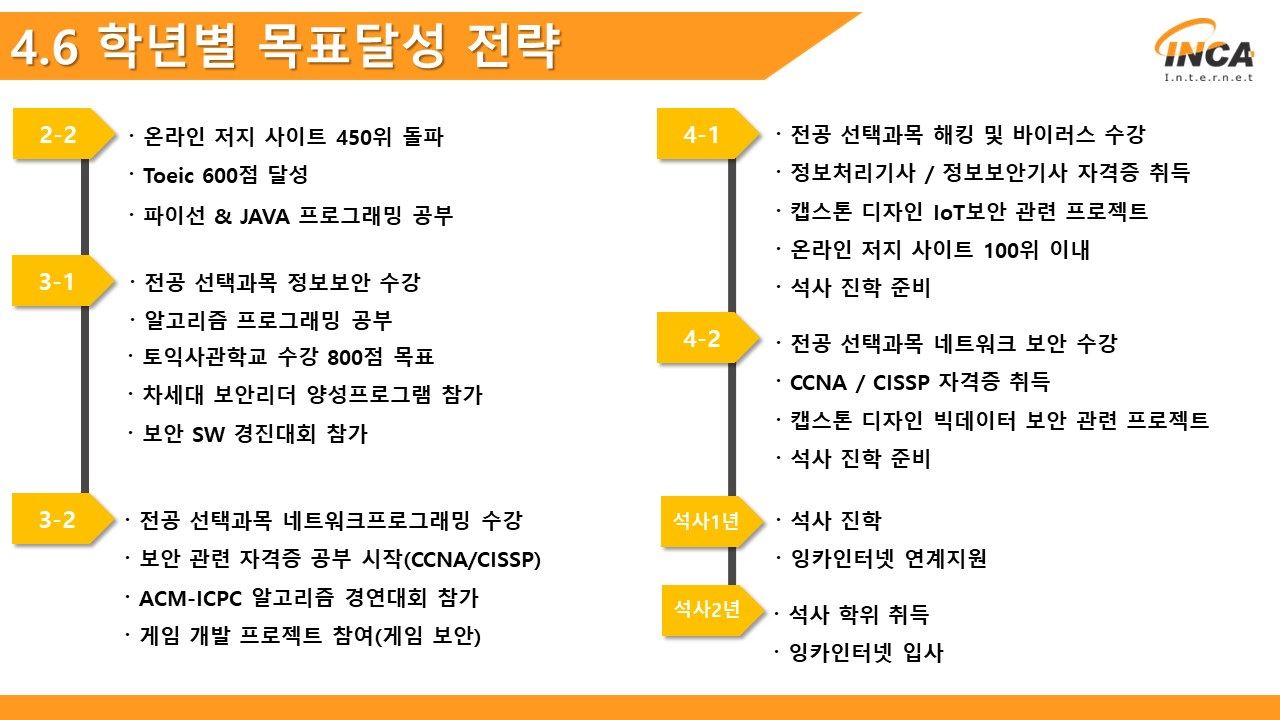 4.6 학년별 목표달성 전략
INCA
I.n.t.e.r.n.e.t
2-2
· 온라인 저지 사이트 450위 돌파
· Toeic 600점 달성
· 파이선 & JAVA 프로그래밍 공부
3-1
· 전공 선택과목 정보보안 수강
· 알고리즘 프로그래밍 공부
· 토익사관학교 수강 800점 목표
· 차세대 보안리더 양성프로그램 참가
· 보안 SW 경진대회 참가
3-2
· 전공 선택과목 네트워크프로그래밍 수강
· 보안 관련 자격증 공부 시작(CCNA/CISSP)
· ACM-ICPC 알고리즘 경연대회 참가
· 게임 개발 프로젝트 참여(게임 보안)
4-1
· 전공 선택과목 해킹 및 바이러스 수강
· 정보처리기사 / 정보보안기사 자격증 취득
· 캡스톤 디자인 IoT보안 관련 프로젝트
· 온라인 저지 사이트 100위 이내
· 석사 진학 준비
4-2
· 전공 선택과목 네트워크 보안 수강
· CCNA / CISSP 자격증 취득
· 캡스톤 디자인 빅데이터 보안 관련 프로젝트
· 석사 진학 준비
석사1년
· 석사 진학
· 잉카인터넷 연계지원
석사2년
· 석사 학위 취득
· 잉카인터넷 입사